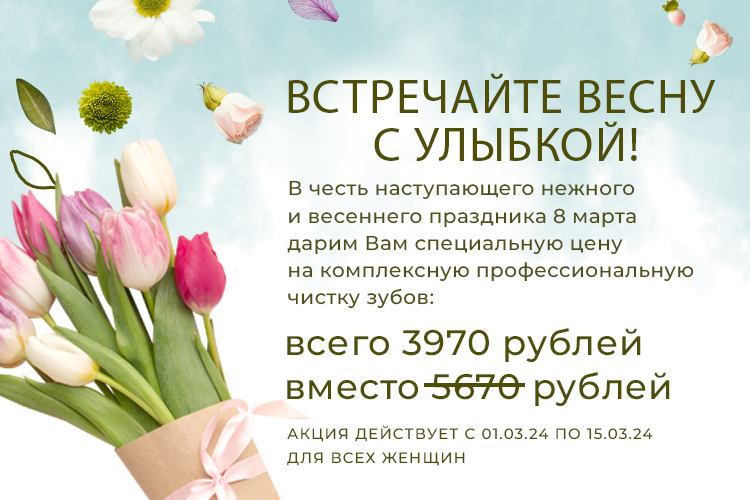 ВСТРЕЧАЙТЕ ВЕСНУ
С УЛЫБКОЙ!
В честь наступающего нежного
и весеннего праздника 8 марта
дарим Вам специальную цену
на комплексную профессиональную
чистку зубов:
всего 3970 рублей
вместо 5670 рублей
АКЦИЯ ДЕЙСТВУЕТ С 01.03.24 ПО 15.03.24
ДЛЯ ВСЕХ ЖЕНЩИН